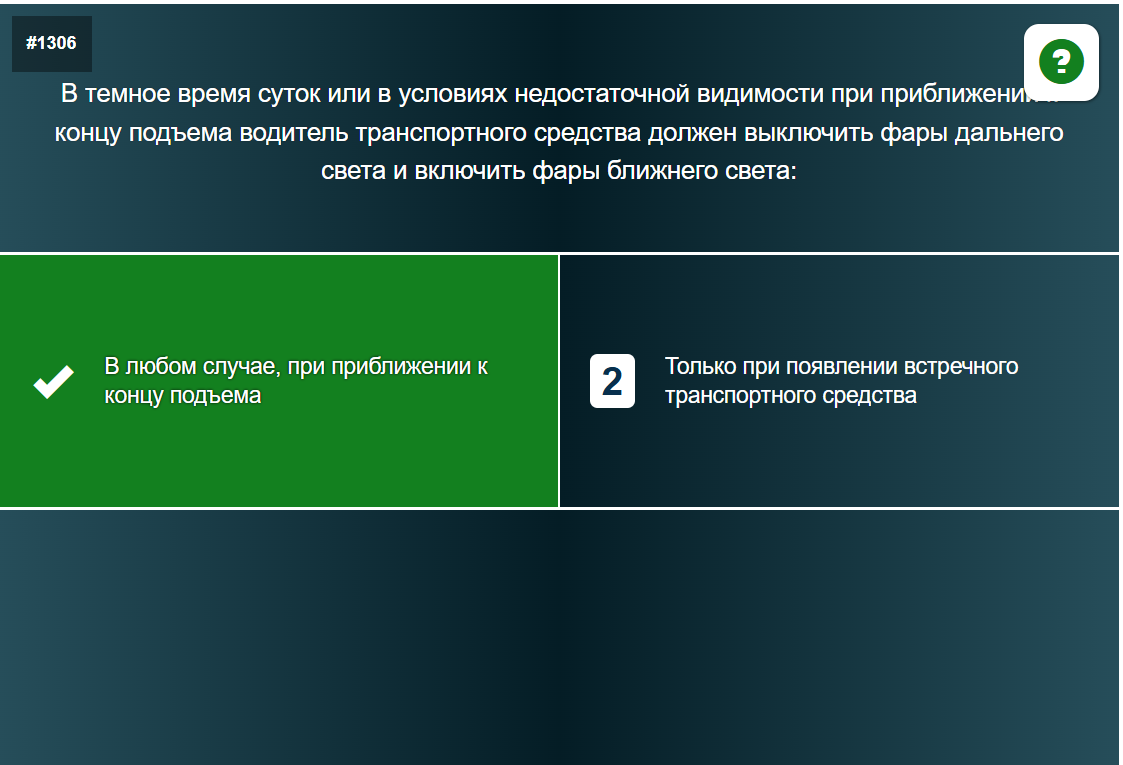 #1306
?
В темное время суток или в условиях недостаточной видимости при приближении к
концу подъема водитель транспортного средства должен выключить фары дальнего
света и включить фары ближнего света:
В любом случае, при приближении к
концу подъема
2
Только при появлении встречного
транспортного средства